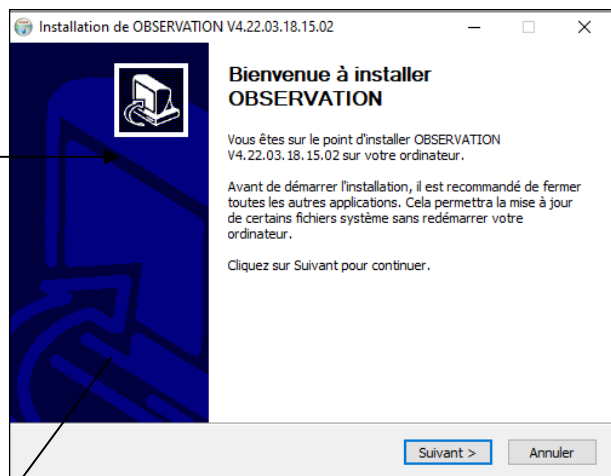 Installation de OBSERVATION V4.22.03.18.15.02
Bienvenue à installer
OBSERVATION
Vous êtes sur le point d'installer OBSERVATION
V4.22.03.18.15.02 sur votre ordinateur.
Avant de démarrer l'installation, il est recommandé de fermer
toutes les autres applications. Cela permettra la mise à jour
de certains fichiers système sans redémarrer votre
ordinateur.
Cliquez sur Suivant pour continuer.
Suivant >
Annuler